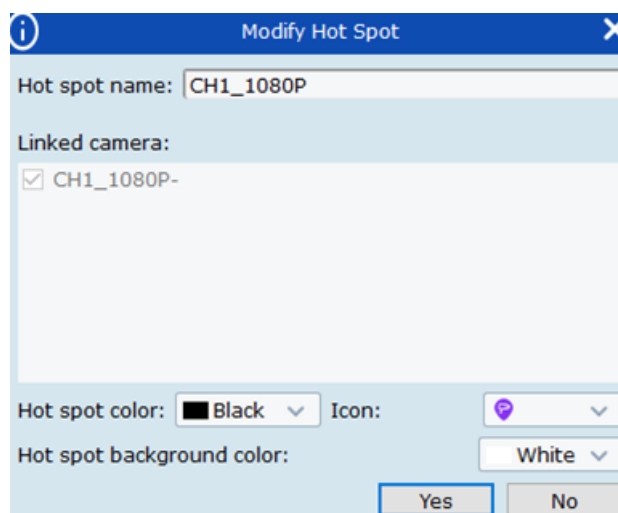 Modify Hot Spot
Hot spot name: CH1_1080P
Linked camera:
CH1_1080P-
Hot spot color: Black Icon:
Hot spot background color: White
Yes No